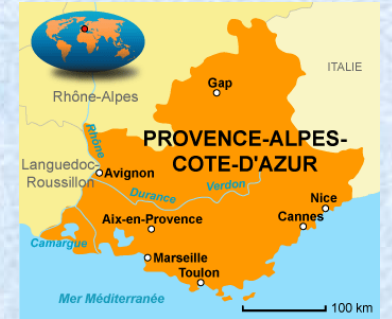 ITALIE
Gap
Rhône-Alpes
Rhône
PROVENCE-ALPES-
COTE-D'AZUR
Languedoc-
Roussillon
Avignon
Durance
Verdon
Nice
Aix-en-Provence
Cannes
Camargue
Marseille
Toulon
Mer Méditerranée
100 km